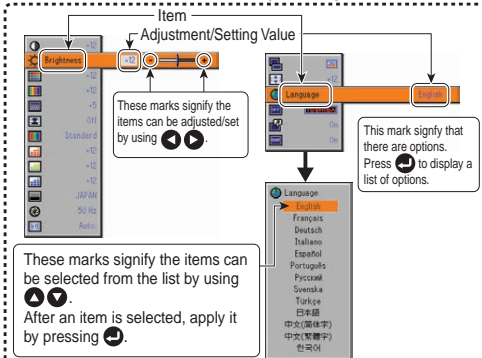 Item
Adjustment/Setting Value
+12
Brightness
+12
+12
+12
+5
Off
Standard
+12
+12
+12
JAPAN
50 Hz
Auto
These marks signify the
items can be adjusted/set
by using
On
+12
Language
English
On
On
This mark signfy that
there are options.
Press to display a
list of options.
Language
English
Français
Deutsch
Italiano
Español
Português
Русский
Svenska
Türkçe
日本語
中文(简体字)
中文(繁體字)
한국어
These marks signify the items can
be selected from the list by using
.
After an item is selected, apply it
by pressing .